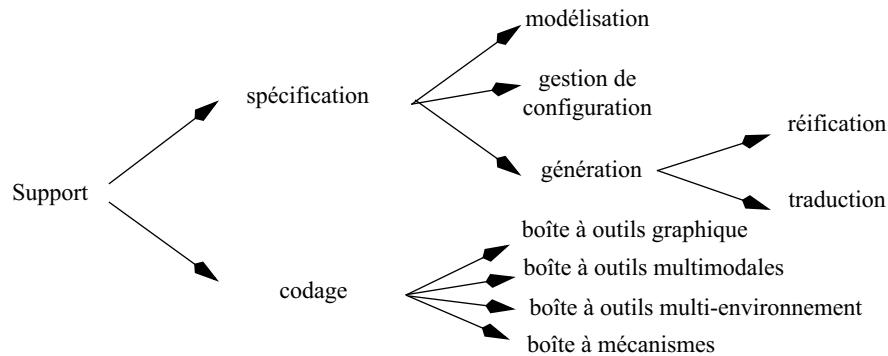 modélisation
spécification
gestion de
configuration
réification
génération
Support
traduction
boîte à outils graphique
boîte à outils multimodales
codage
boîte à outils multi-environnement
boîte à mécanismes